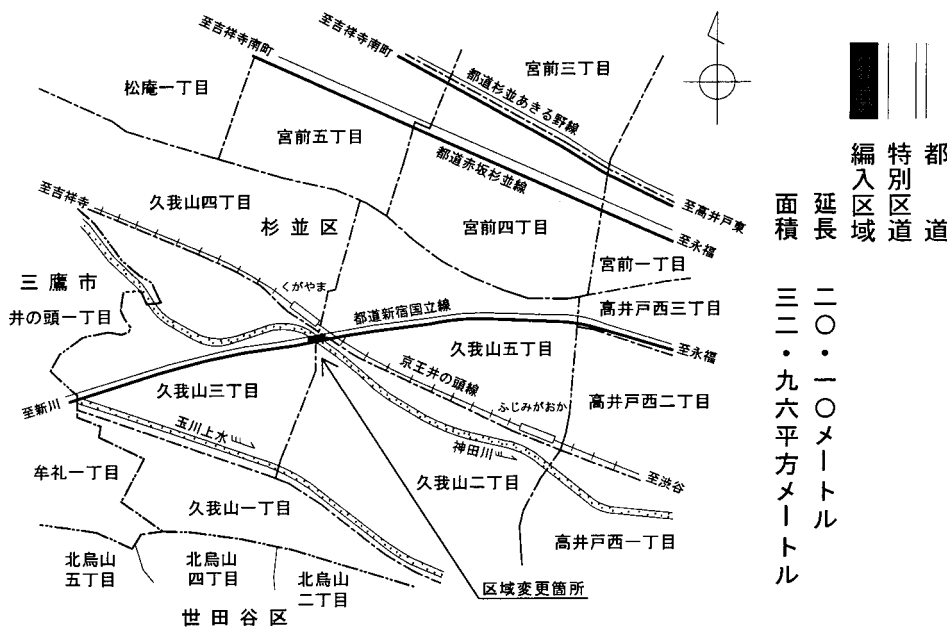 都道
特別区道
編入区域
延長 二〇・一〇メートル
面積 三二・九六平方メートル
至吉祥寺南町
至吉祥寺南町
宮前三丁目
松庵一丁目
都道杉並あきる野線
宮前五丁目
都道赤坂杉並線
至吉祥寺
久我山四丁目
杉並区
宮前四丁目
至高井戸東
至永福
宮前一丁目
三鷹市
くがやま
井の頭一丁目
都道新宿国立線
高井戸西三丁目
久我山五丁目
至永福
久我山三丁目
京王井の頭線
至新川
ふじみがおか
高井戸西二丁目
玉川上水
神田川
至渋谷
牟礼一丁目
久我山二丁目
久我山一丁目
高井戸西一丁目
北烏山
五丁目
北烏山
四丁目
北烏山
二丁目
区域変更箇所
世田谷区